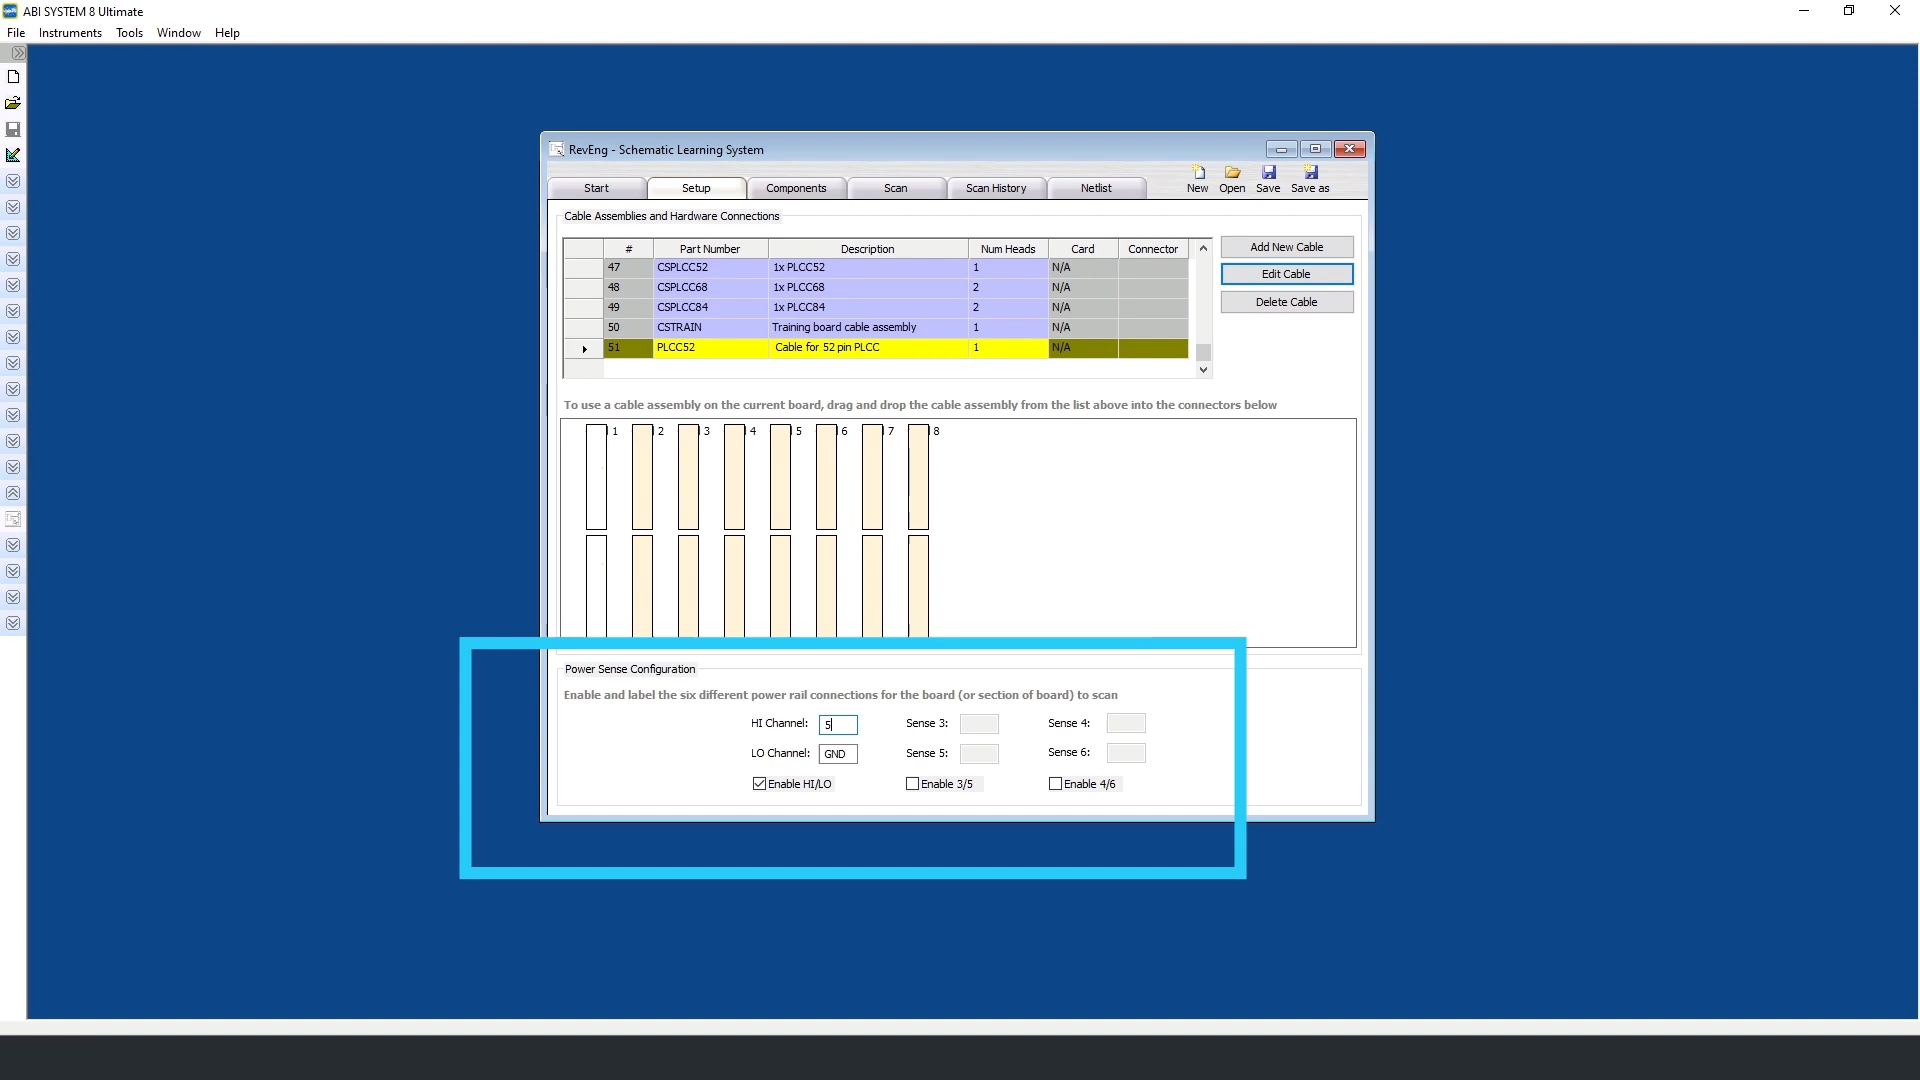 ABI SYSTEM 8 Ultimate
File Instruments Tools Window Help
RevEng - Schematic Learning System
New Open Save Save as
Start Setup Components Scan Scan History Netlist
Cable Assemblies and Hardware Connections
# Part Number Description Num Heads Card Connector
47 CSPLCC52 1x PLCC52 1 N/A
48 CSPLCC68 1x PLCC68 2 N/A
49 CSPLCC84 1x PLCC84 2 N/A
50 CSTRAIN Training board cable assembly 1 N/A
51 PLCC52 Cable for 52 pin PLCC 1 N/A
Add New Cable
Edit Cable
Delete Cable
To use a cable assembly on the current board, drag and drop the cable assembly from the list above into the connectors below
1 2 3 4 5 6 7 8
Power Sense Configuration
Enable and label the six different power rail connections for the board (or section of board) to scan
HI Channel: 5 Sense 3: Sense 4:
LO Channel: GND Sense 5: Sense 6:
Enable HI/LO Enable 3/5 Enable 4/6